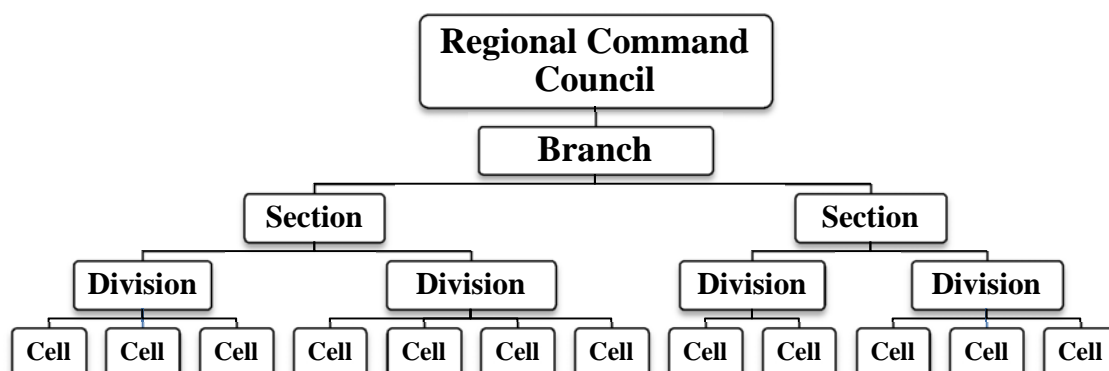 Regional Command
Council
Branch
Section Section
Division Division Division Division
Cell Cell Cell Cell Cell Cell Cell Cell Cell Cell Cell Cell